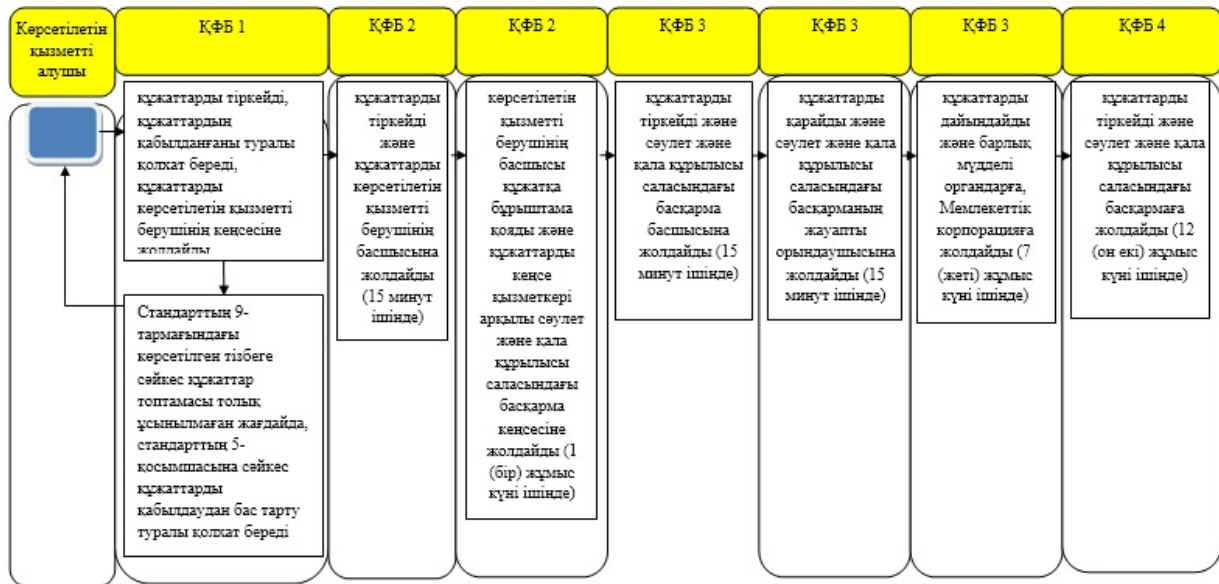 Көрсетілетін
қызметті
алушы
ҚФБ 1
ҚФБ 2
ҚФБ 2
ҚФБ 3
ҚФБ 3
ҚФБ 3
ҚФБ 4
құжаттарды тіркейді,
құжаттардың
қабылданғаны туралы
қолхат береді,
құжаттарды
көрсетілетін қызметті
берушінің кеңсесіне
жолдайды
Стандарттың 9-
тармағындағы
көрсетілген тізбеге
сәйкес құжаттар
топтамасы толық
ұсынылмаған жағдайда,
стандарттың 5-
қосымшасына сәйкес
құжаттарды
қабылдаудан бас тарту
туралы қолхат береді
құжаттарды
тіркейді
және
құжаттарды
көрсетілетін
қызметті
берушінің
басшысына
жолдайды
(15 минут
ішінде)
көрсетілетін
қызметті
берушінің
басшысы
құжатқа
бұрыштама
қояды және
құжаттарды
кеңсе
қызметкері
арқылы сәулет
және қала
құрылысы
саласындағы
басқарма
кеңсесіне
жолдайды (1
(бір) жұмыс
күні ішінде)
құжаттарды
тіркейді және
сәулет және
қала құрылысы
саласындағы
басқарма
басшысына
жолдайды (15
минут ішінде)
құжаттарды
қарайды және
сәулет және қала
құрылысы
саласындағы
басқарманың
жауапты
орындаушысына
жолдайды (15
минут ішінде)
құжаттарды
дайындайды
және барлық
мүдделі
органдарға,
Мемлекеттік
корпорацияға
жолдайды (7
(жеті) жұмыс
күні ішінде)
құжаттарды
тіркейді және
сәулет және қала
құрылысы
саласындағы
басқармаға
жолдайды (12
(он екі) жұмыс
күні ішінде)